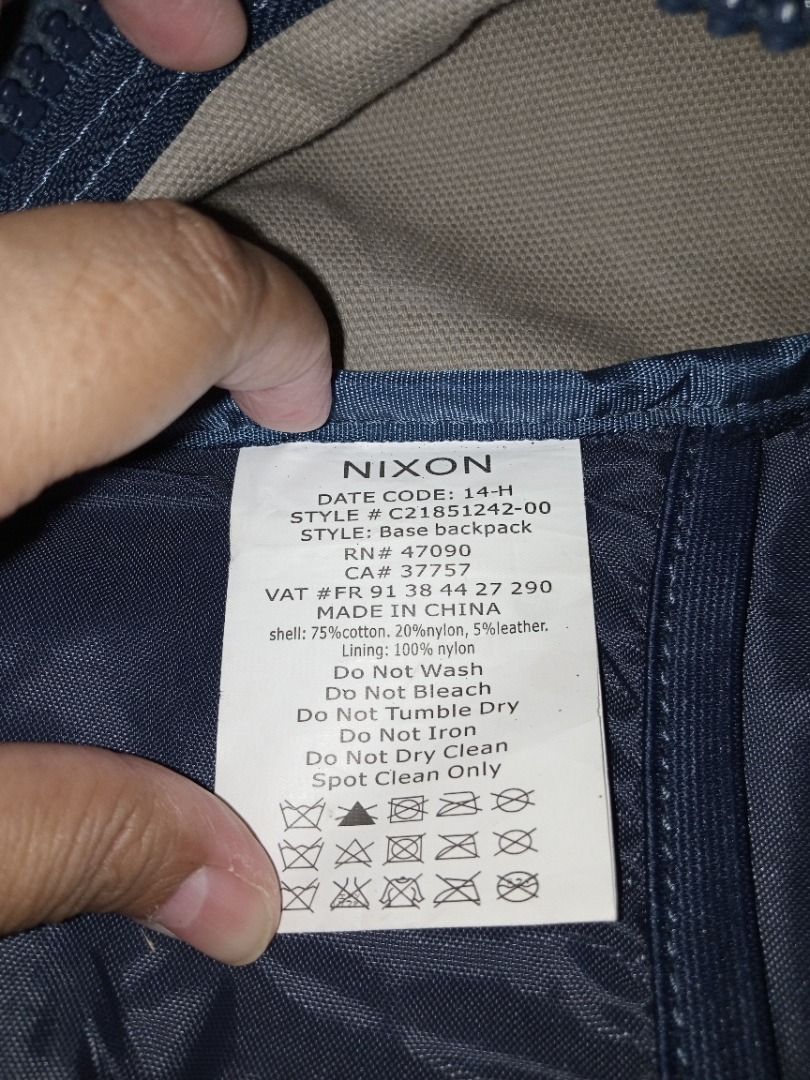 NIXON
DATE CODE: 14-H
STYLE # C21851242-00
STYLE: Base backpack
RN# 47090
CA# 37757
VAT #FR 91 38 44 27 290
MADE IN CHINA
shell: 75%cotton. 20%nylon, 5%leather.
Lining: 100% nylon
Do Not Wash
Do Not Bleach
Do Not Tumble Dry
Do Not Iron
Do Not Dry Clean
Spot Clean Only